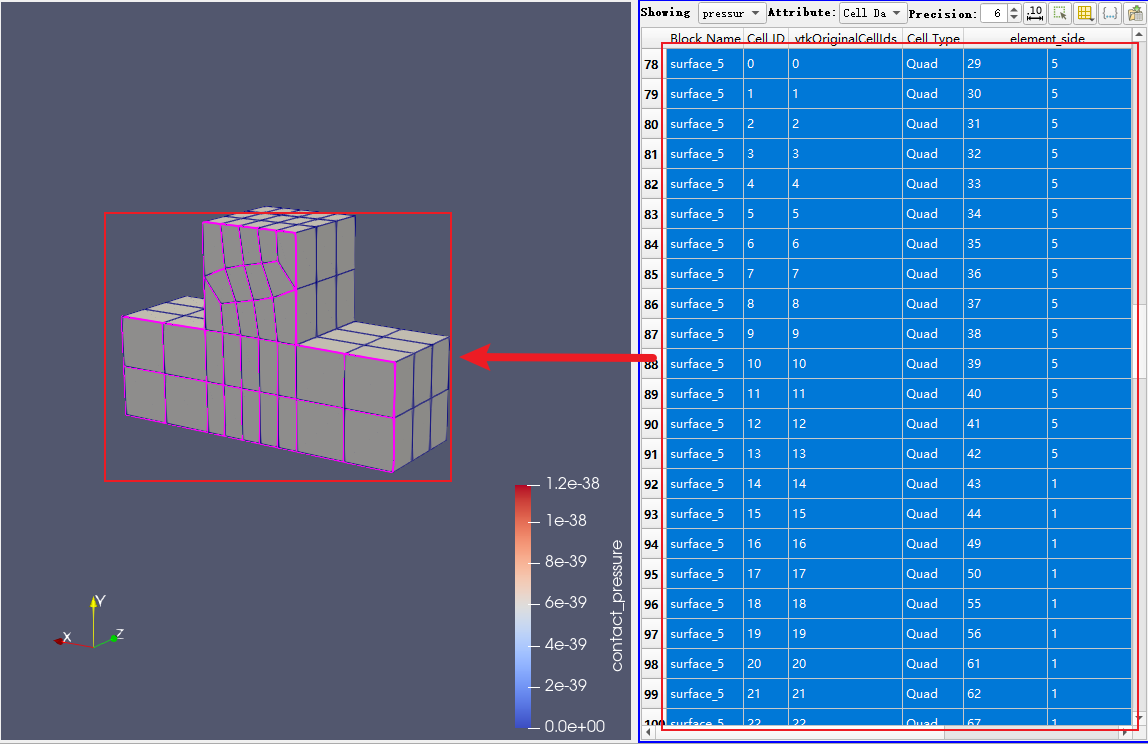 Showing pressur Attribute: Cell Da Precision: 6 .10
Block Name Cell ID vtkOriginalCellIds Cell Type element_side
78 surface_5 0 0 Quad 29 5
79 surface_5 1 1 Quad 30 5
80 surface_5 2 2 Quad 31 5
81 surface_5 3 3 Quad 32 5
82 surface_5 4 4 Quad 33 5
83 surface_5 5 5 Quad 34 5
84 surface_5 6 6 Quad 35 5
85 surface_5 7 7 Quad 36 5
86 surface_5 8 8 Quad 37 5
87 surface_5 9 9 Quad 38 5
88 surface_5 10 10 Quad 39 5
89 surface_5 11 11 Quad 40 5
90 surface_5 12 12 Quad 41 5
91 surface_5 13 13 Quad 42 5
92 surface_5 14 14 Quad 43 1
93 surface_5 15 15 Quad 44 1
94 surface_5 16 16 Quad 49 1
95 surface_5 17 17 Quad 50 1
96 surface_5 18 18 Quad 55 1
97 surface_5 19 19 Quad 56 1
98 surface_5 20 20 Quad 61 1
99 surface_5 21 21 Quad 62 1
100 surface_5 22 22 Quad 67 1
1.2e-38
1e-38
8e-39
6e-39
4e-39
2e-39
0.0e+00
contact_pressure
Y
X
Z